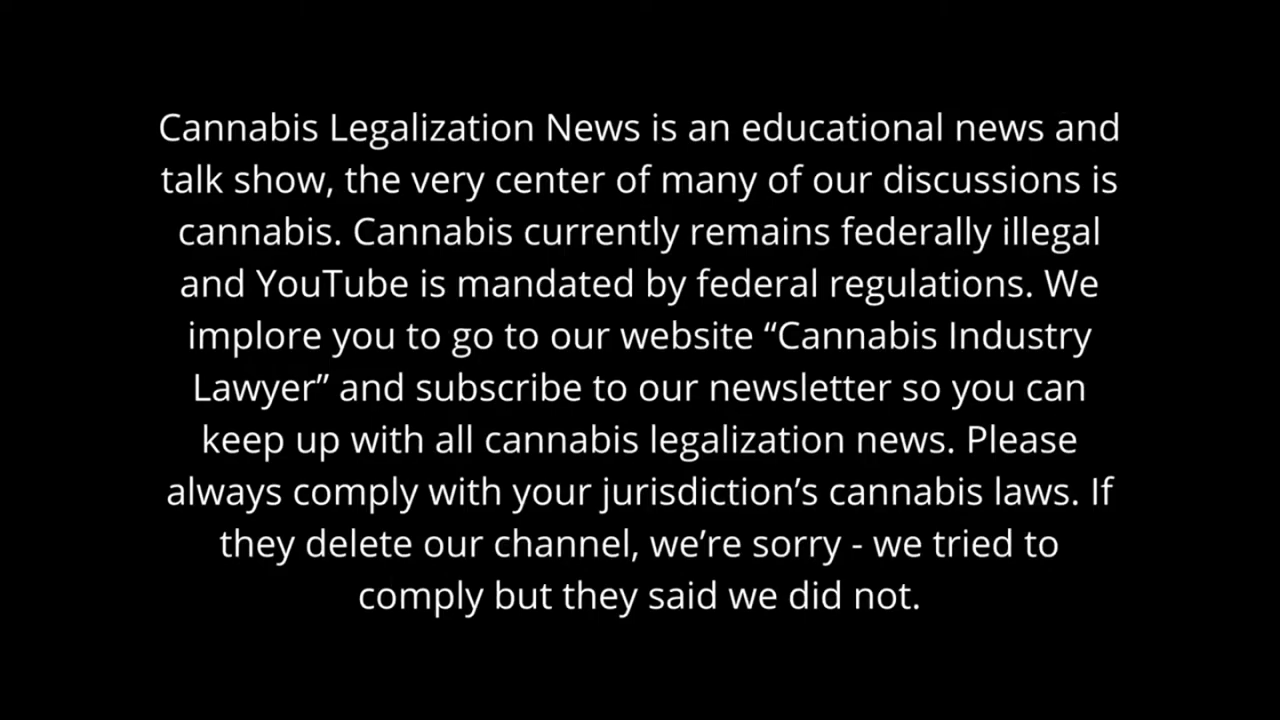 Cannabis Legalization News is an educational news and
talk show, the very center of many of our discussions is
cannabis. Cannabis currently remains federally illegal
and YouTube is mandated by federal regulations. We
implore you to go to our website “Cannabis Industry
Lawyer” and subscribe to our newsletter so you can
keep up with all cannabis legalization news. Please
always comply with your jurisdiction’s cannabis laws. If
they delete our channel, we’re sorry - we tried to
comply but they said we did not.